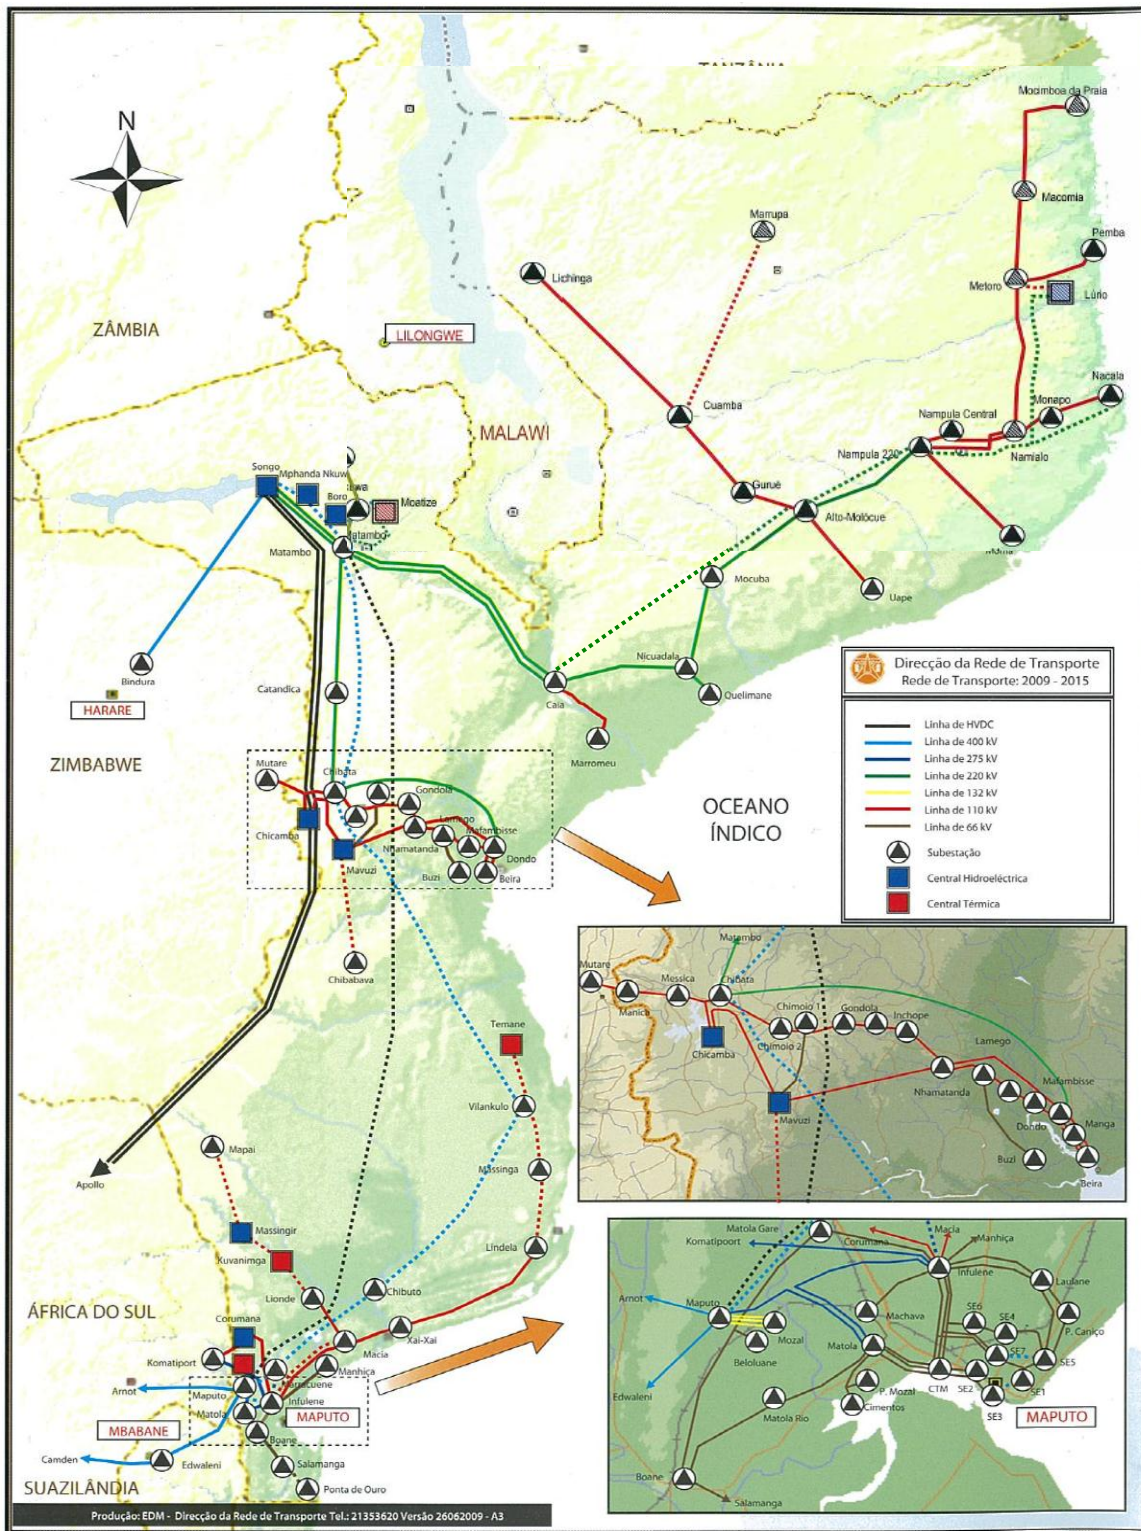 N
Mocimboa da Praia
Macomia
Marrupa
Pemba
Lichinga
Metoro
Lúrio
ZÂMBIA
LILONGWE
Nacala
Cuamba
Monapo
Nampula Central
MALAWI
Nampula 220
Namialo
Songo
Mphanda Nkuw
Boro
Moatize
Gurué
Alto-Molócue
Matambo
Mocuba
Uape
Nicuadala
Bindura
Catandica
Quelimane
Caia
HARARE
Marromeu
ZIMBABWE
Mutare
Chibata
Gondola
OCEANO
ÍNDICO
Chicamba
Lamego
Mafambisse
Nhamatanda
Dondo
Mavuzi
Buzi
Beira
Chibabava
Temane
Vilankulo
Mapai
Massinga
Apollo
Massingir
Lindela
Kuvanimga
Chibuto
Lionde
ÁFRICA DO SUL
Corumana
Xai-Xai
Macia
Komatiport
Manhiça
Arnot
Maputo
Infulene
MAPUTO
Matola
MBABANE
Boane
Camden
Edwaleni
Salamanga
SUAZILÂNDIA
Ponta de Ouro
Produção: EDM - Direcção da Rede de Transporte Tel.: 21353620 Versão 26062009 - A3
Direcção da Rede de Transporte
Rede de Transporte: 2009 - 2015
Linha de HVDC
Linha de 400 kV
Linha de 275 kV
Linha de 220 kV
Linha de 132 kV
Linha de 110 kV
Linha de 66 kV
Subestação
Central Hidroeléctrica
Central Térmica
Matambo
Mutare
Messica
Chibata
Manica
Chimoio 1
Gondola
Inchope
Chicamba
Chimoio 2
Lamego
Nhamatanda
Mafambisse
Mavuzi
Dondo
Manga
Buzi
Beira
Matola Gare
Macia
Komatipoort
Corumana
Manhiça
Infulene
Arnot
Laulane
Maputo
Machava
SE6
SE4
P. Caniço
Mozal
Matola
SE7
Beloluane
SE5
Edwaleni
P. Mozal
CTM
SE2
SE1
Matola Rio
Cimentos
SE3
MAPUTO
Boane
Salamanga